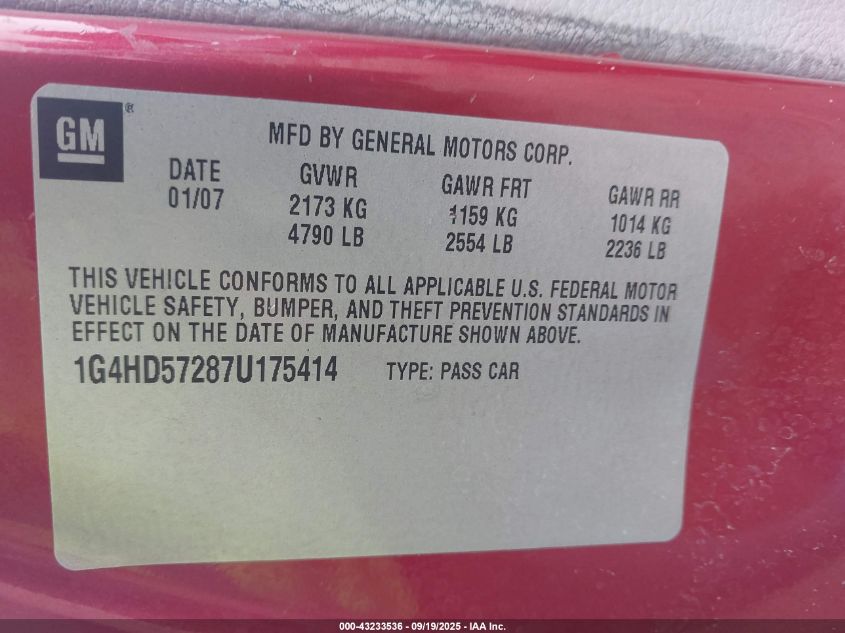 GM ®
MFD BY GENERAL MOTORS CORP.
DATE GVWR GAWR FRT GAWR RR
01/07 2173 KG 1159 KG 1014 KG
4790 LB 2554 LB 2236 LB
THIS VEHICLE CONFORMS TO ALL APPLICABLE U.S. FEDERAL MOTOR
VEHICLE SAFETY, BUMPER, AND THEFT PREVENTION STANDARDS IN
EFFECT ON THE DATE OF MANUFACTURE SHOWN ABOVE.
1G4HD57287U175414 TYPE: PASS CAR
000-43233536 - 09/19/2025 - IAA Inc.